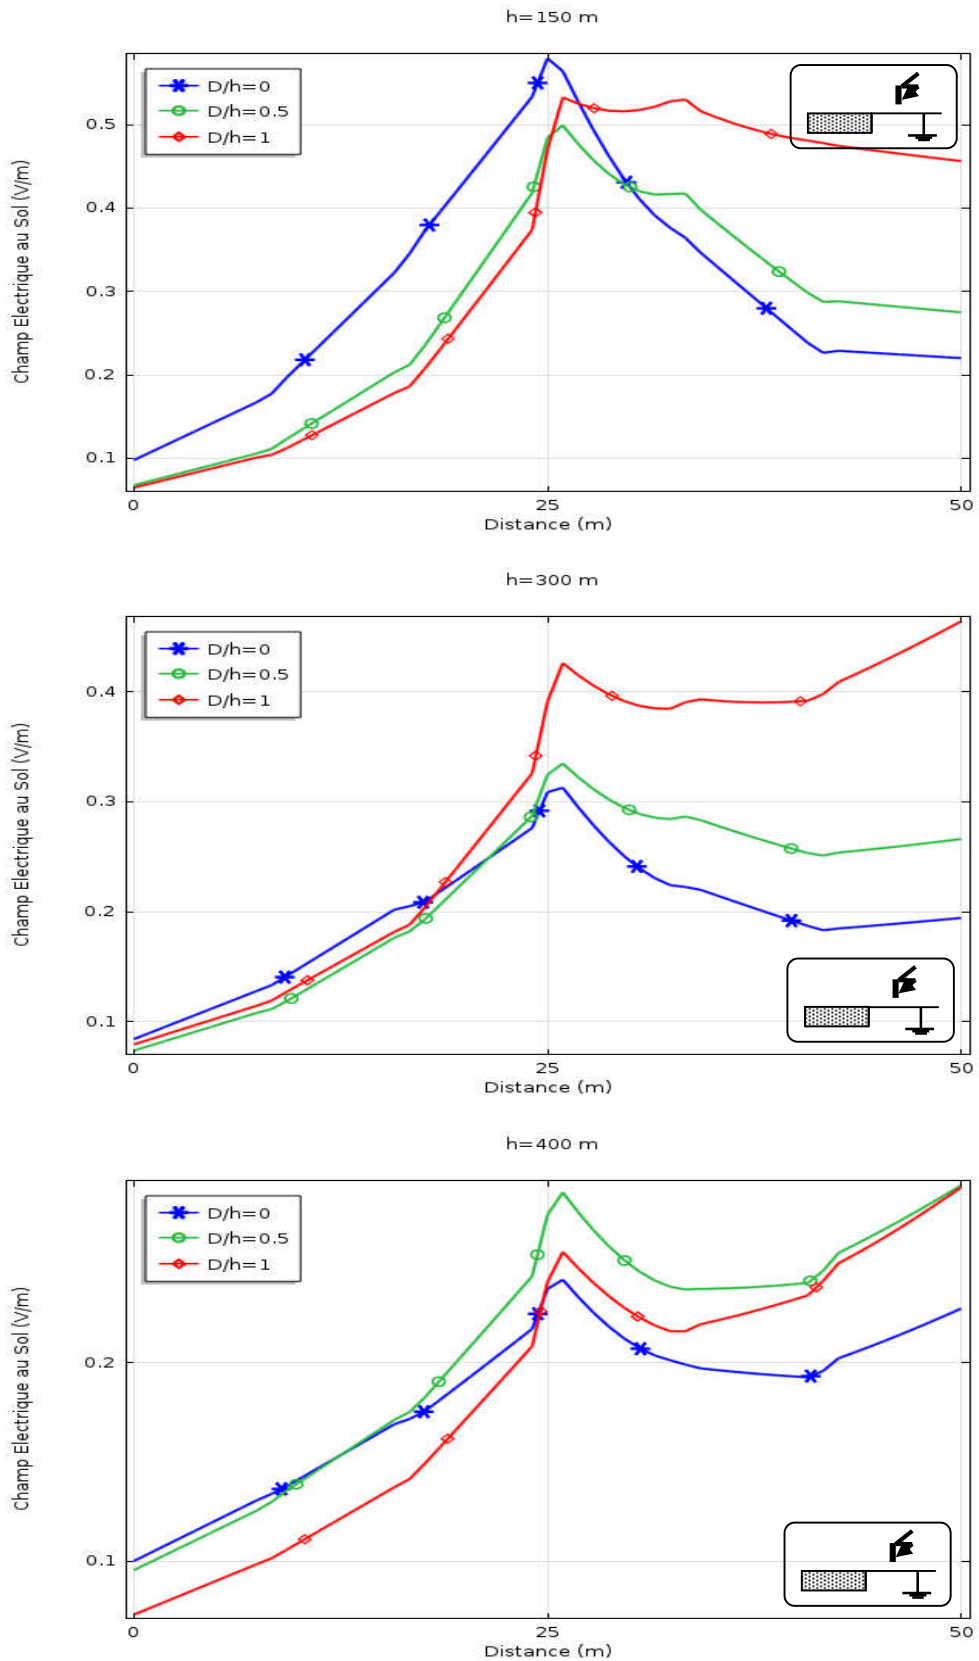 h=150 m
D/h=0
D/h=0.5
D/h=1
Champ Electrique au Sol (V/m)
0.5
0.4
0.3
0.2
0.1
0
25
50
Distance (m)
h=300 m
D/h=0
D/h=0.5
D/h=1
Champ Electrique au Sol (V/m)
0.4
0.3
0.2
0.1
0
25
50
Distance (m)
h=400 m
D/h=0
D/h=0.5
D/h=1
Champ Electrique au Sol (V/m)
0.2
0.1
0
25
50
Distance (m)